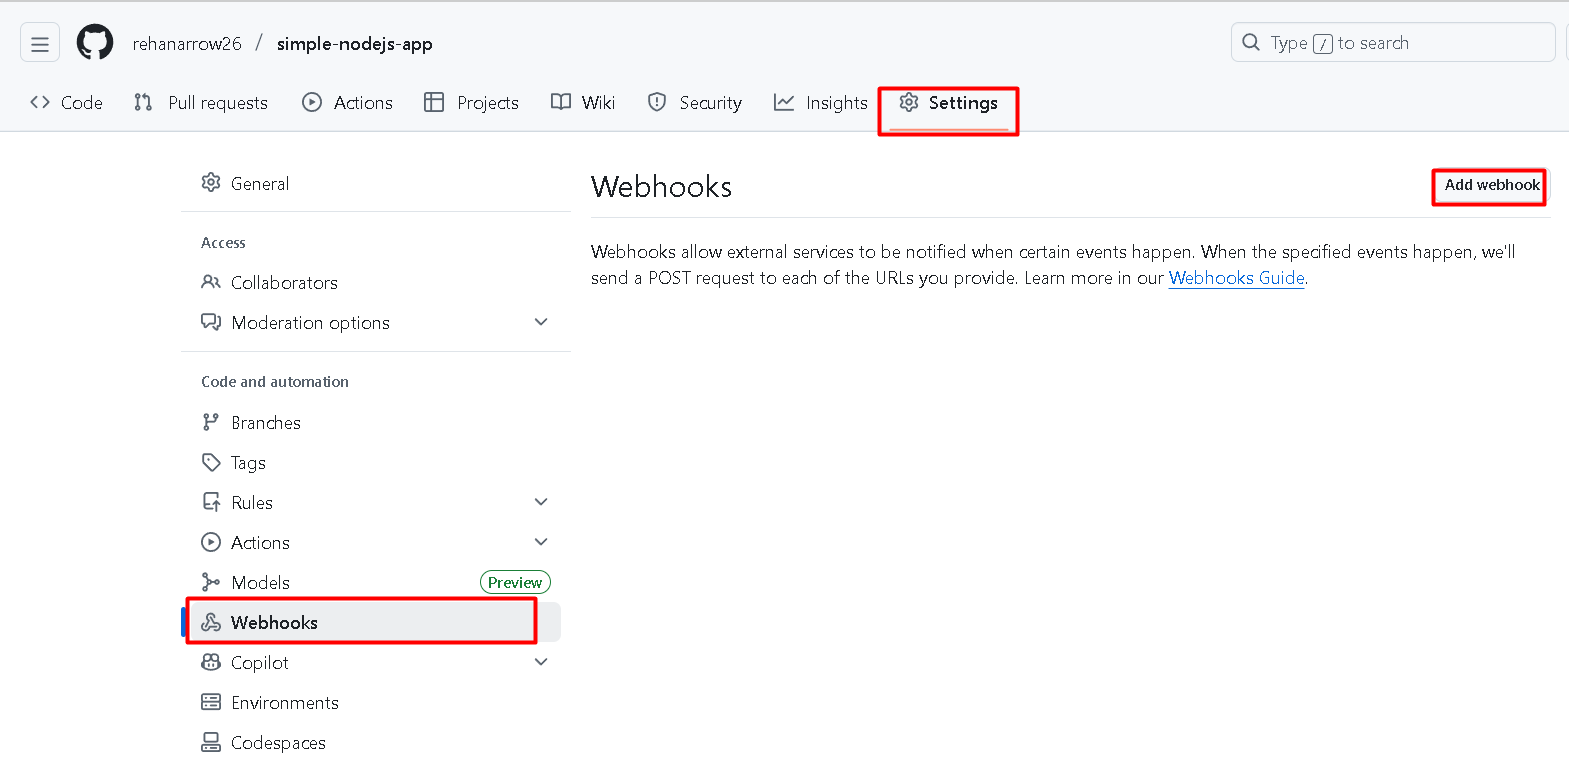 rehanarrow26 / simple-nodejs-app
Type / to search
Code Pull requests Actions Projects Wiki Security Insights Settings
General
Access
Collaborators
Moderation options
Code and automation
Branches
Tags
Rules
Actions
Models Preview
Webhooks
Copilot
Environments
Codespaces
Webhooks
Add webhook
Webhooks allow external services to be notified when certain events happen. When the specified events happen, we'll
send a POST request to each of the URLs you provide. Learn more in our Webhooks Guide.